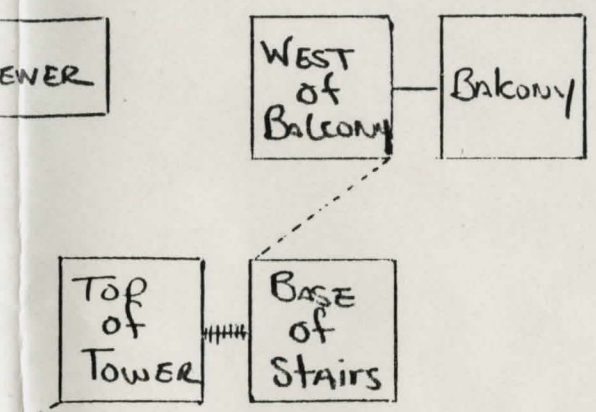 EWER
WEST
of
BALCONY
BALCONY
TOP
of
TOWER
BASE
of
STAIRS